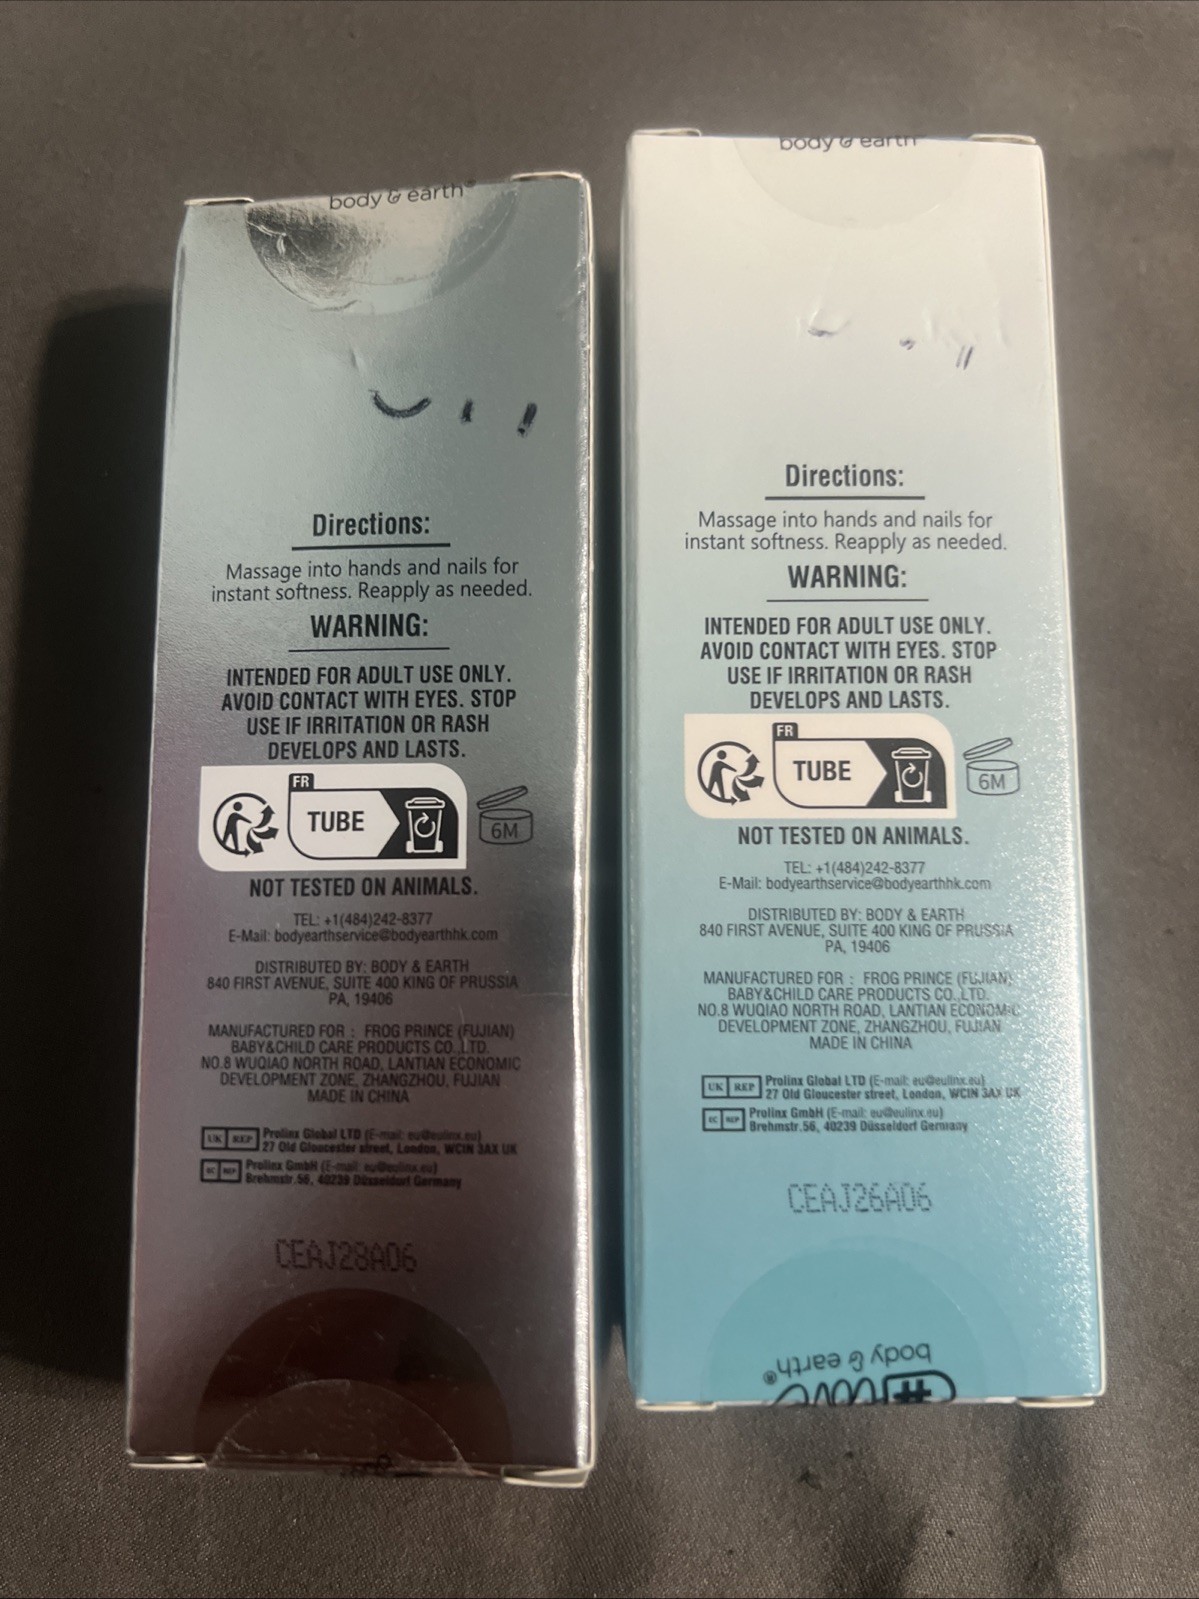 body & earth®
Directions:
Massage into hands and nails for
instant softness. Reapply as needed.
WARNING:
INTENDED FOR ADULT USE ONLY.
AVOID CONTACT WITH EYES. STOP
USE IF IRRITATION OR RASH
DEVELOPS AND LASTS.
FR
TUBE
6M
NOT TESTED ON ANIMALS.
TEL: +1(484)242-8377
E-Mail: bodyearthservice@bodyearthhk.com
DISTRIBUTED BY: BODY & EARTH
840 FIRST AVENUE, SUITE 400 KING OF PRUSSIA
PA, 19406
MANUFACTURED FOR : FROG PRINCE (FUJIAN)
BABY&CHILD CARE PRODUCTS CO.,LTD.
NO.8 WUQIAO NORTH ROAD, LANTIAN ECONOMIC
DEVELOPMENT ZONE, ZHANGZHOU, FUJIAN
MADE IN CHINA
UK REP Prolinx Global LTD (E-mail: eu@eulinx.eu)
27 Old Gloucester street, London, WC1N 3AX UK
EC REP Prolinx GmbH (E-mail: eu@eulinx.eu)
Brehmstr.56, 40239 Düsseldorf Germany
CEAJ28A06
body & earth
Directions:
Massage into hands and nails for
instant softness. Reapply as needed.
WARNING:
INTENDED FOR ADULT USE ONLY.
AVOID CONTACT WITH EYES. STOP
USE IF IRRITATION OR RASH
DEVELOPS AND LASTS.
FR
TUBE
6M
NOT TESTED ON ANIMALS.
TEL: +1(484)242-8377
E-Mail: bodyearthservice@bodyearthhk.com
DISTRIBUTED BY: BODY & EARTH
840 FIRST AVENUE, SUITE 400 KING OF PRUSSIA
PA, 19406
MANUFACTURED FOR : FROG PRINCE (FUJIAN)
BABY&CHILD CARE PRODUCTS CO.,LTD.
NO.8 WUQIAO NORTH ROAD, LANTIAN ECONOMIC
DEVELOPMENT ZONE, ZHANGZHOU, FUJIAN
MADE IN CHINA
UK REP Prolinx Global LTD (E-mail: eu@eulinx.eu)
27 Old Gloucester street, London, WC1N 3AX UK
EC REP Prolinx GmbH (E-mail: eu@eulinx.eu)
Brehmstr.56, 40239 Düsseldorf Germany
CEAJ26A06
body & earth®